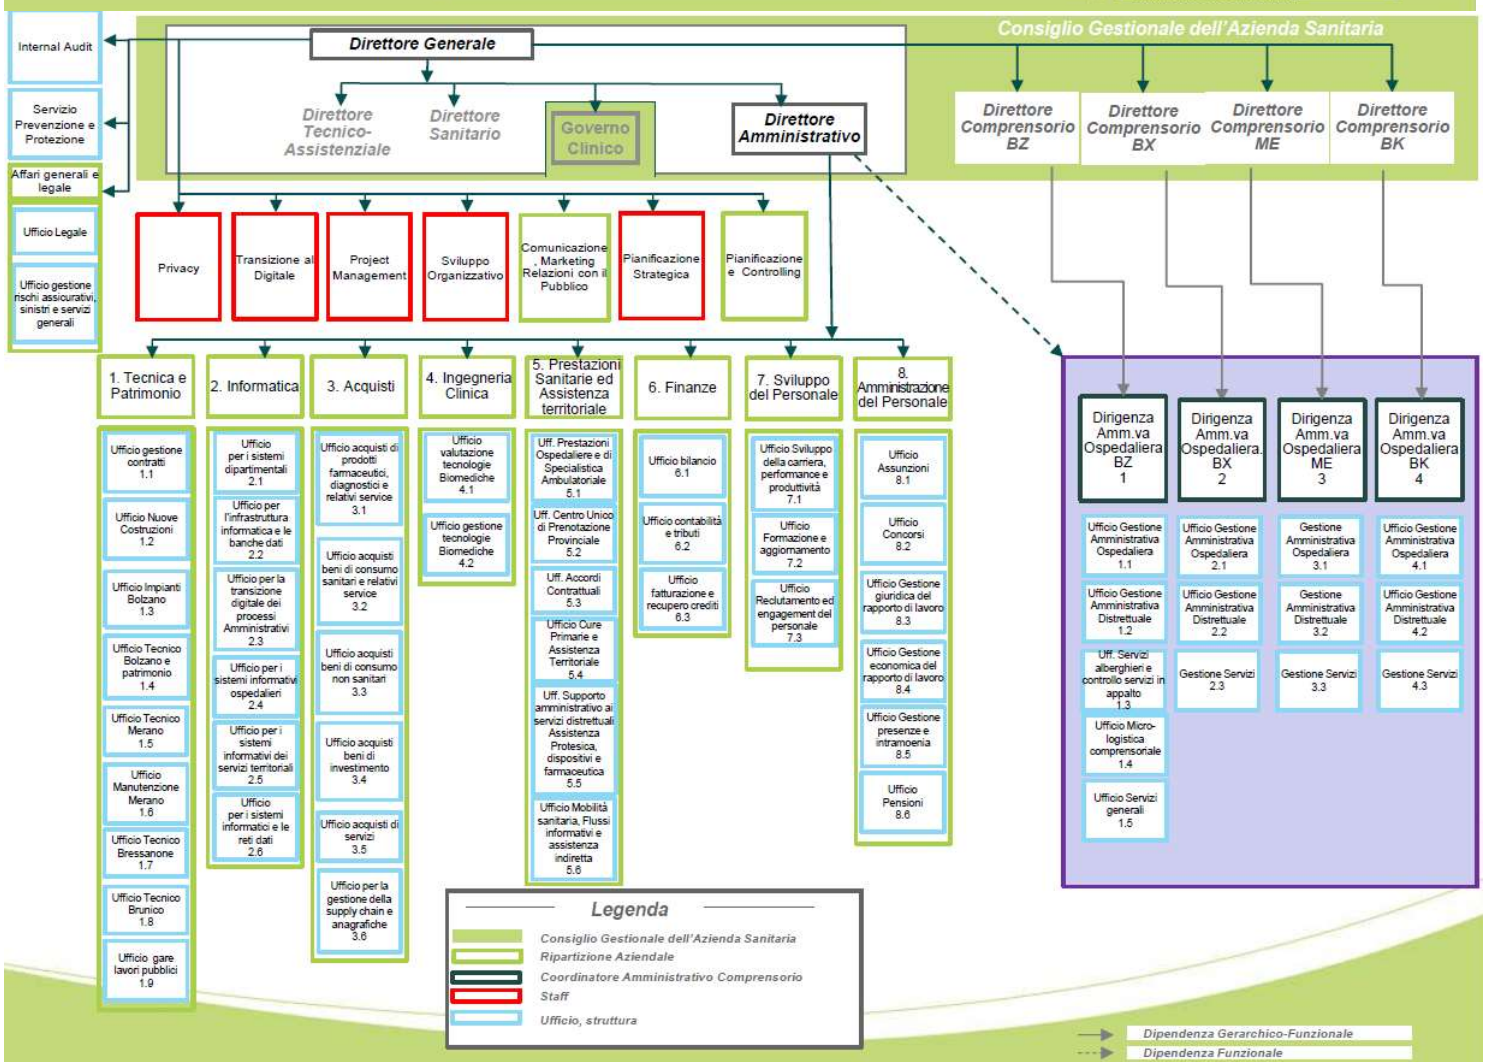 Consiglio Gestionale dell'Azienda Sanitaria
Internal Audit
Direttore Generale
Servizio
Prevenzione e
Protezione
Affari generali e
legale
Ufficio Legale
Ufficio gestione
rischi assicurativi,
sinistri e servizi
generali
Direttore
Tecnico-
Assistenziale
Direttore
Sanitario
Governo
Clinico
Direttore
Amministrativo
Direttore
Comprensorio
BZ
Direttore
Comprensorio
BX
Direttore
Comprensorio
ME
Direttore
Comprensorio
BK
Privacy
Transizione al
Digitale
Project
Management
Sviluppo
Organizzativo
Comunicazione
, Marketing
Relazioni con il
Pubblico
Pianificazione
Strategica
Pianificazione
e Controlling
1. Tecnica e
Patrimonio
Ufficio gestione
contratti
1.1
Ufficio Nuove
Costruzioni
1.2
Ufficio Impianti
Bolzano
1.3
Ufficio Tecnico
Bolzano e
patrimonio
1.4
Ufficio Tecnico
Merano
1.5
Ufficio
Manutenzione
Merano
1.6
Ufficio Tecnico
Bressanone
1.7
Ufficio Tecnico
Brunico
1.8
Ufficio gare
lavori pubblici
1.9
2. Informatica
Ufficio
per i sistemi
dipartimentali
2.1
Ufficio per
l'infrastruttura
informatica e le
banche dati
2.2
Ufficio per la
transizione
digitale dei
processi
Amministrativi
2.3
Ufficio per i
sistemi informativi
ospedalieri
2.4
Ufficio per i
sistemi
informativi dei
servizi territoriali
2.5
Ufficio
per i sistemi
informatici e le
reti dati
2.6
3. Acquisti
Ufficio acquisti di
prodotti
farmaceutici,
diagnostici e
relativi service
3.1
Ufficio acquisti
beni di consumo
sanitari e relativi
service
3.2
Ufficio acquisti
beni di consumo
non sanitari
3.3
Ufficio acquisti
beni di
investimento
3.4
Ufficio acquisti di
servizi
3.5
Ufficio per la
gestione della
supply chain e
anagrafiche
3.6
4. Ingegneria
Clinica
Ufficio
valutazione
tecnologie
Biomediche
4.1
Ufficio gestione
tecnologie
Biomediche
4.2
5. Prestazioni
Sanitarie ed
Assistenza
territoriale
Uff. Prestazioni
Ospedaliere e di
Specialistica
Ambulatoriale
5.1
Uff. Centro Unico
di Prenotazione
Provinciale
5.2
Uff. Accordi
Contrattuali
5.3
Ufficio Cure
Primarie e
Assistenza
Territoriale
5.4
Uff. Supporto
amministrativo ai
servizi distrettuali
Assistenza
Protesica,
dispositivi e
farmaceutica
5.5
Ufficio Mobilità
sanitaria, Flussi
informativi e
assistenza
indiretta
5.6
6. Finanze
Ufficio bilancio
6.1
Ufficio contabilità
e tributi
6.2
Ufficio
fatturazione e
recupero crediti
6.3
7. Sviluppo
del Personale
Ufficio Sviluppo
della carriera,
performance e
produttività
7.1
Ufficio
Formazione e
aggiornamento
7.2
Ufficio
Reclutamento ed
engagement del
personale
7.3
8.
Amministrazione
del Personale
Ufficio
Assunzioni
8.1
Ufficio
Concorsi
8.2
Ufficio Gestione
giuridica del
rapporto di lavoro
8.3
Ufficio Gestione
economica del
rapporto di lavoro
8.4
Ufficio Gestione
presenze e
intramoenia
8.5
Ufficio
Pensioni
8.6
Dirigenza
Amm.va
Ospedaliera
BZ
1
Ufficio Gestione
Amministrativa
Ospedaliera
1.1
Ufficio Gestione
Amministrativa
Distrettuale
1.2
Uff. Servizi
alberghieri e
controllo servizi in
appalto
1.3
Ufficio Micro-
logistica
comprensoriale
1.4
Ufficio Servizi
generali
1.5
Dirigenza
Amm.va
Ospedaliera.
BX
2
Ufficio Gestione
Amministrativa
Ospedaliera
2.1
Ufficio Gestione
Amministrativa
Distrettuale
2.2
Gestione Servizi
2.3
Dirigenza
Amm.va
Ospedaliera
ME
3
Gestione
Amministrativa
Ospedaliera
3.1
Gestione
Amministrativa
Distrettuale
3.2
Gestione Servizi
3.3
Dirigenza
Amm.va
Ospedaliera
BK
4
Ufficio Gestione
Amministrativa
Ospedaliera
4.1
Ufficio Gestione
Amministrativa
Distrettuale
4.2
Gestione Servizi
4.3
Legenda
Consiglio Gestionale dell'Azienda Sanitaria
Ripartizione Aziendale
Coordinatore Amministrativo Comprensorio
Staff
Ufficio, struttura
Dipendenza Gerarchico-Funzionale
Dipendenza Funzionale